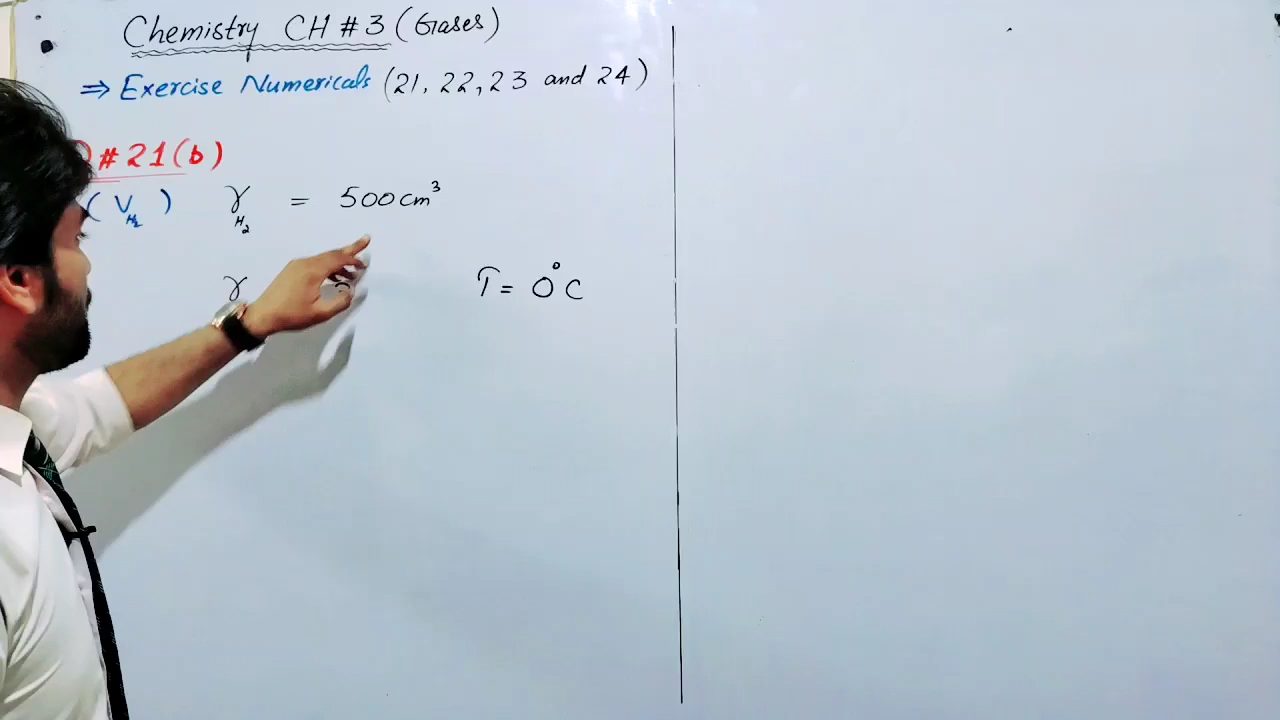 Chemistry CH # 3 (Gases)
⇒ Exercise Numericals (21, 22, 23 and 24)
# 21(b)
(V H₂) γ H₂ = 500 cm³
γ T = 0°C